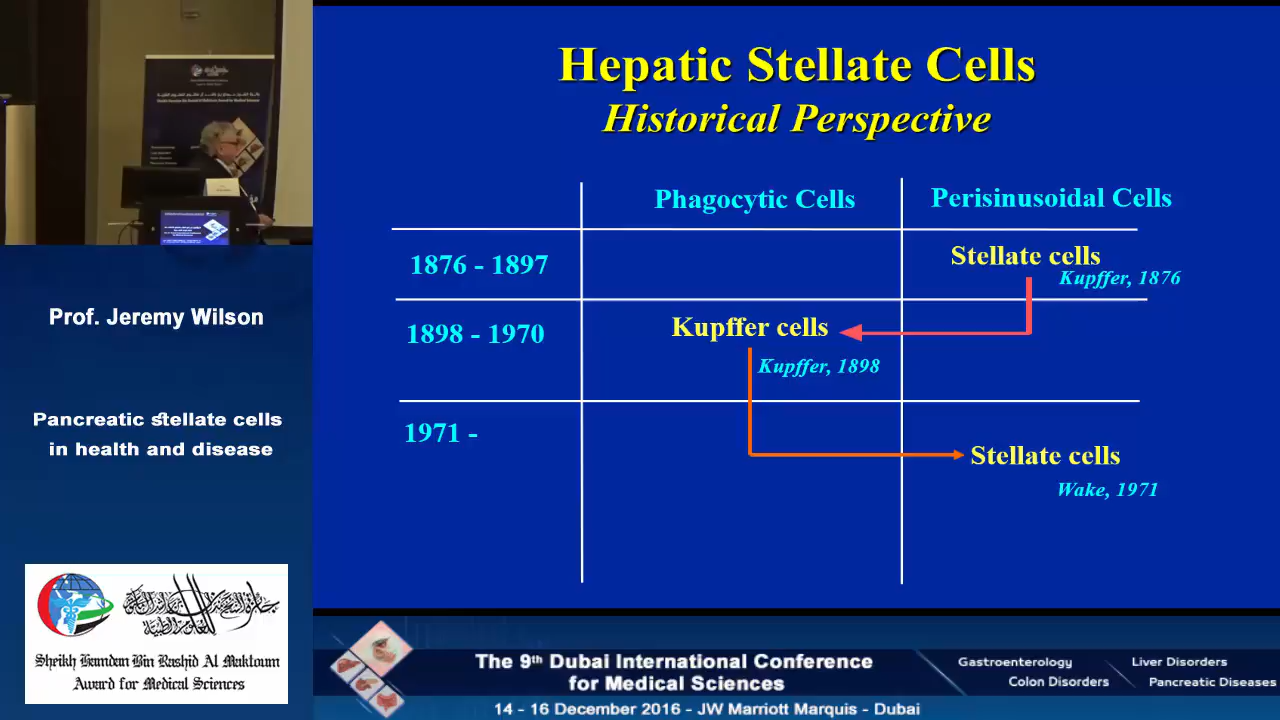 Hepatic Stellate Cells
Historical Perspective
Phagocytic Cells
Perisinusoidal Cells
1876 - 1897
Stellate cells
Kupffer, 1876
1898 - 1970
Kupffer cells
Kupffer, 1898
1971 -
Stellate cells
Wake, 1971
Prof. Jeremy Wilson
Pancreatic stellate cells
in health and disease
Sheikh Hamdan Bin Rashid Al Maktoum
Award for Medical Sciences
The 9th Dubai International Conference
for Medical Sciences
Gastroenterology
Liver Disorders
Colon Disorders
Pancreatic Diseases
14 - 16 December 2016 - JW Marriott Marquis - Dubai